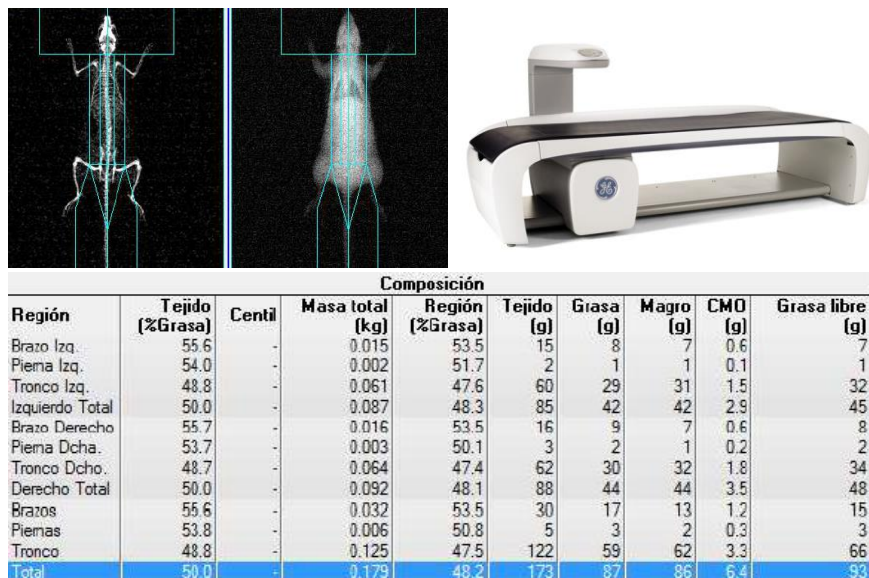 Composición
Región Tejido (%Grasa) Centil Masa total (kg) Región (%Grasa) Tejido (g) Grasa (g) Magro (g) CMO (g) Grasa libre (g)
Brazo Izq. 55.6 - 0.015 53.5 15 8 7 0.6 7
Pierna Izq. 54.0 - 0.002 51.7 2 1 1 0.1 1
Tronco Izq. 48.8 - 0.061 47.6 60 29 31 1.5 32
Izquierdo Total 50.0 - 0.087 48.3 85 42 42 2.9 45
Brazo Derecho 55.7 - 0.016 53.5 16 9 7 0.6 8
Pierna Dcha. 53.7 - 0.003 50.1 3 2 1 0.2 2
Tronco Dcho. 48.7 - 0.064 47.4 62 30 32 1.8 34
Derecho Total 50.0 - 0.092 48.1 88 44 44 3.5 48
Brazos 55.6 - 0.032 53.5 30 17 13 1.2 15
Piernas 53.8 - 0.006 50.8 5 3 2 0.3 3
Tronco 48.8 - 0.125 47.5 122 59 62 3.3 66
Total 50.0 - 0.179 48.2 173 87 86 6.4 93